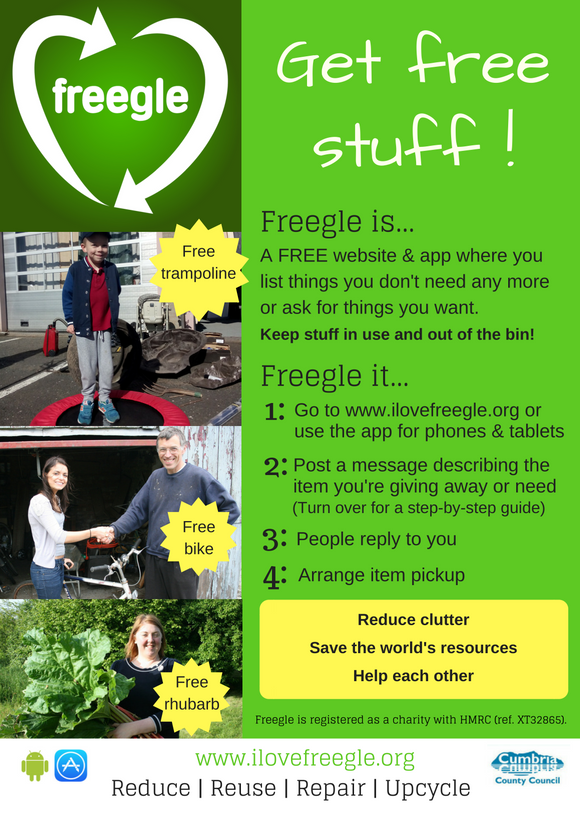 freegle
Get free
stuff !
Free
trampoline
Free
bike
Free
rhubarb
Freegle is...
A FREE website & app where you
list things you don't need any more
or ask for things you want.
Keep stuff in use and out of the bin!
Freegle it...
1: Go to www.ilovefreegle.org or
use the app for phones & tablets
2: Post a message describing the
item you're giving away or need
(Turn over for a step-by-step guide)
3: People reply to you
4: Arrange item pickup
Reduce clutter
Save the world's resources
Help each other
Freegle is registered as a charity with HMRC (ref. XT32865).
www.ilovefreegle.org
Reduce | Reuse | Repair | Upcycle
Cumbria
County Council